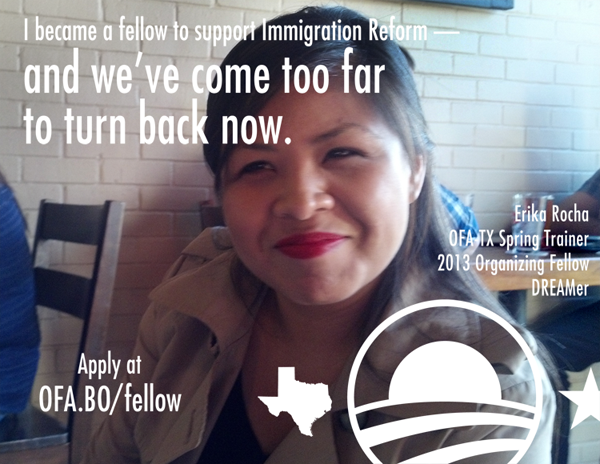 I became a fellow to support Immigration Reform —
and we've come too far
to turn back now.
Erika Rocha
OFA-TX Spring Trainer
2013 Organizing Fellow
DREAMer
Apply at
OFA.BO/fellow